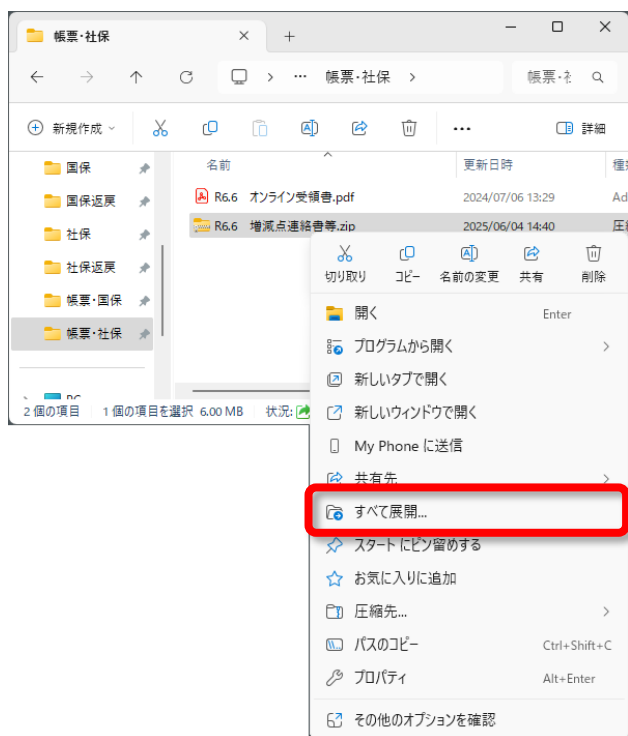 帳票・社保
… 帳票・社保
帳票・社
新規作成
…
詳細
国保
国保返戻
社保
社保返戻
帳票・国保
帳票・社保
名前
更新日時
R6.6 オンライン受領書.pdf
2024/07/06 13:29
Ad
R6.6 増減点連絡書等.zip
2025/06/04 14:40
2 個の項目
1 個の項目を選択 6.00 MB
状況:
切り取り
コピー
名前の変更
共有
削除
開く Enter
プログラムから開く
新しいタブで開く
新しいウィンドウで開く
My Phone に送信
共有先
すべて展開...
スタート にピン留めする
お気に入りに追加
圧縮先...
パスのコピー Ctrl+Shift+C
プロパティ Alt+Enter
その他のオプションを確認